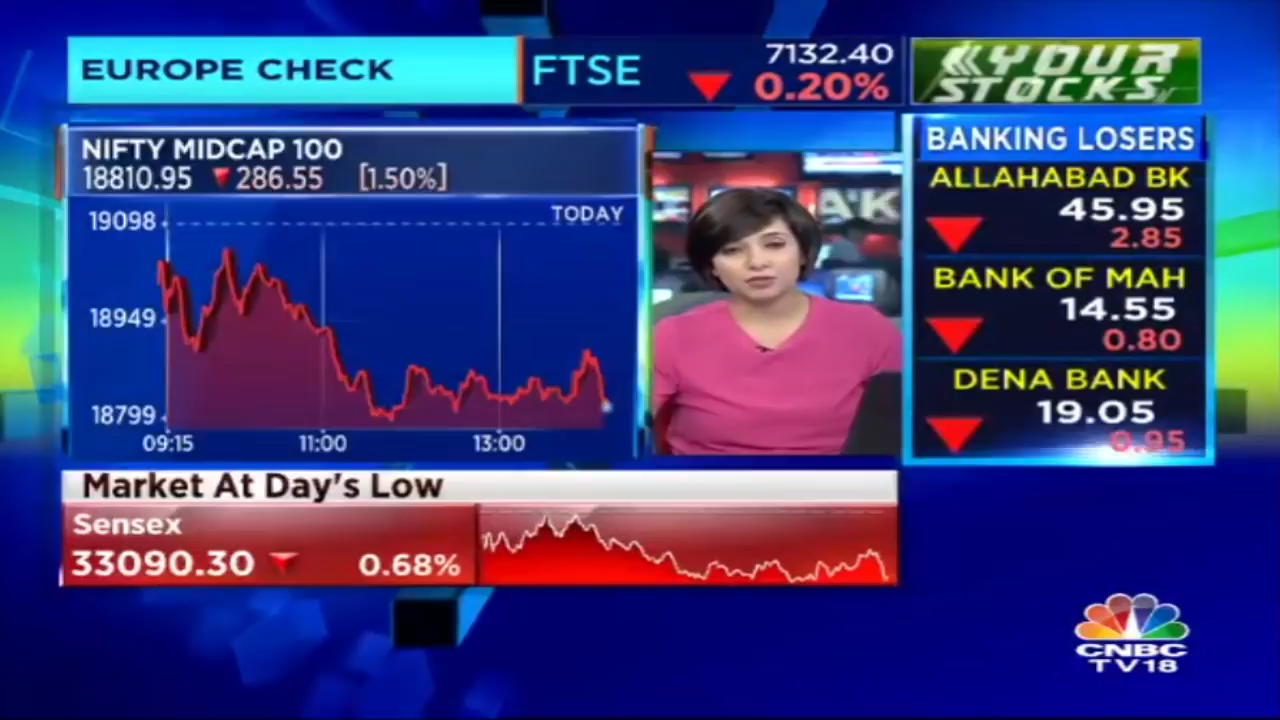 EUROPE CHECK
FTSE
7132.40
0.20%
YOUR
STOCKS
NIFTY MIDCAP 100
18810.95 286.55 [1.50%]
TODAY
19098
18949
18799
09:15 11:00 13:00
A'K
BANKING LOSERS
ALLAHABAD BK
45.95
2.85
BANK OF MAH
14.55
0.80
DENA BANK
19.05
0.95
Market At Day's Low
Sensex
33090.30 0.68%
CNBC
TV18